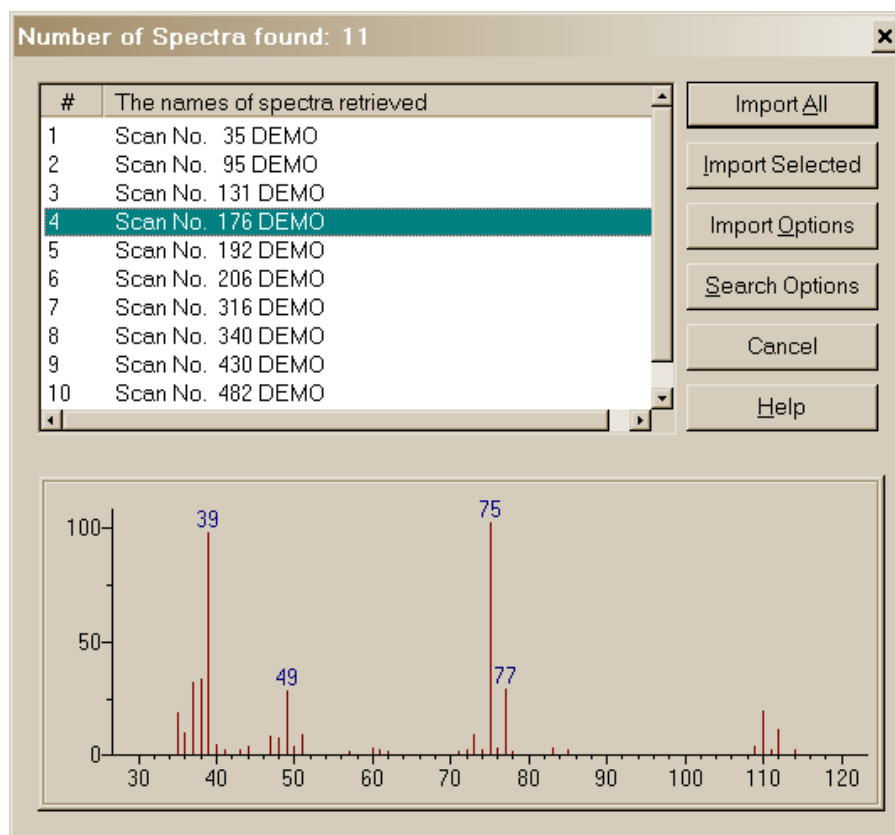 Number of Spectra found: 11
# The names of spectra retrieved
1 Scan No. 35 DEMO
2 Scan No. 95 DEMO
3 Scan No. 131 DEMO
4 Scan No. 176 DEMO
5 Scan No. 192 DEMO
6 Scan No. 206 DEMO
7 Scan No. 316 DEMO
8 Scan No. 340 DEMO
9 Scan No. 430 DEMO
10 Scan No. 482 DEMO
Import All
Import Selected
Import Options
Search Options
Cancel
Help
100
50
0
39
49
75
77
30 40 50 60 70 80 90 100 110 120